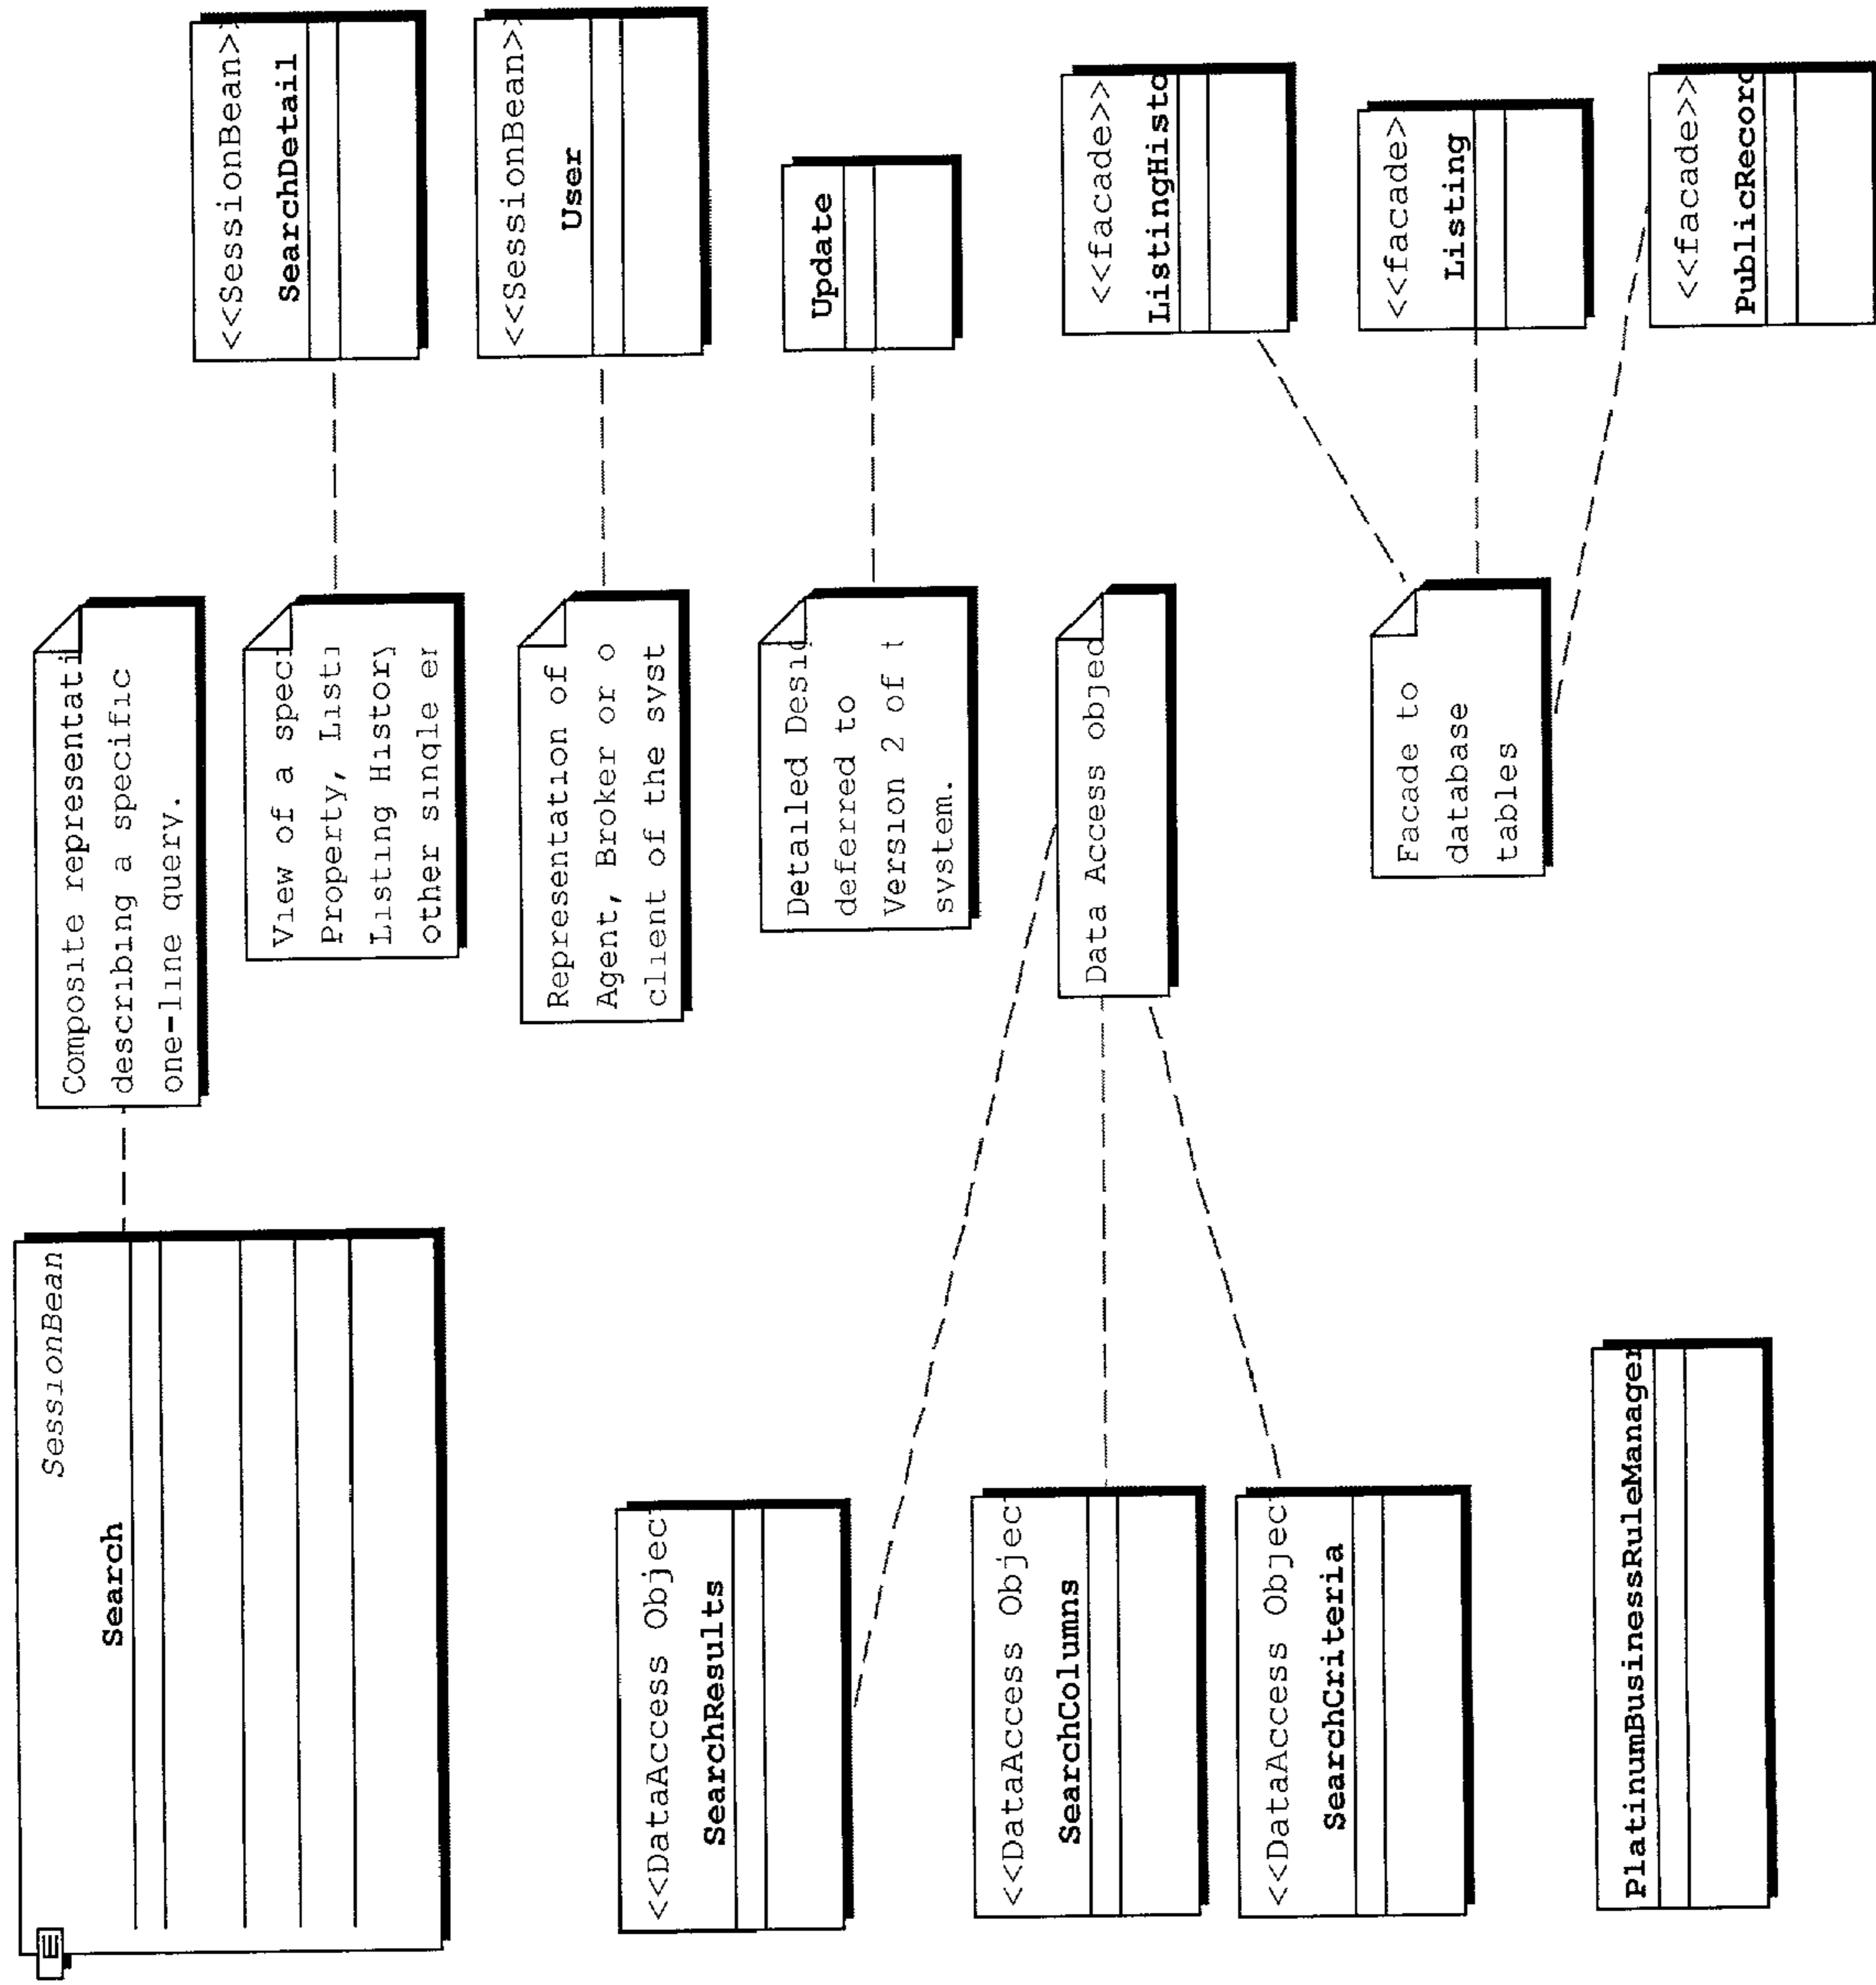 SessionBean
Search
Composite representati
describing a specific
one-line query.
<<SessionBean>
SearchDetail
View of a speci
Property, Listi
Listing History
other single en
<<SessionBean>
User
Representation of
Agent, Broker or o
client of the syst
Update
Detailed Desig
deferred to
Version 2 of t
system.
<<DataAccess Objec
SearchResults
<<DataAccess Objec
SearchColumns
<<DataAccess Objec
SearchCriteria
Data Access objec
<<facade>>
ListingHisto
<<facade>
Listing
<<facade>>
PublicRecord
Facade to
database
tables
PlatinumBusinessRuleManager